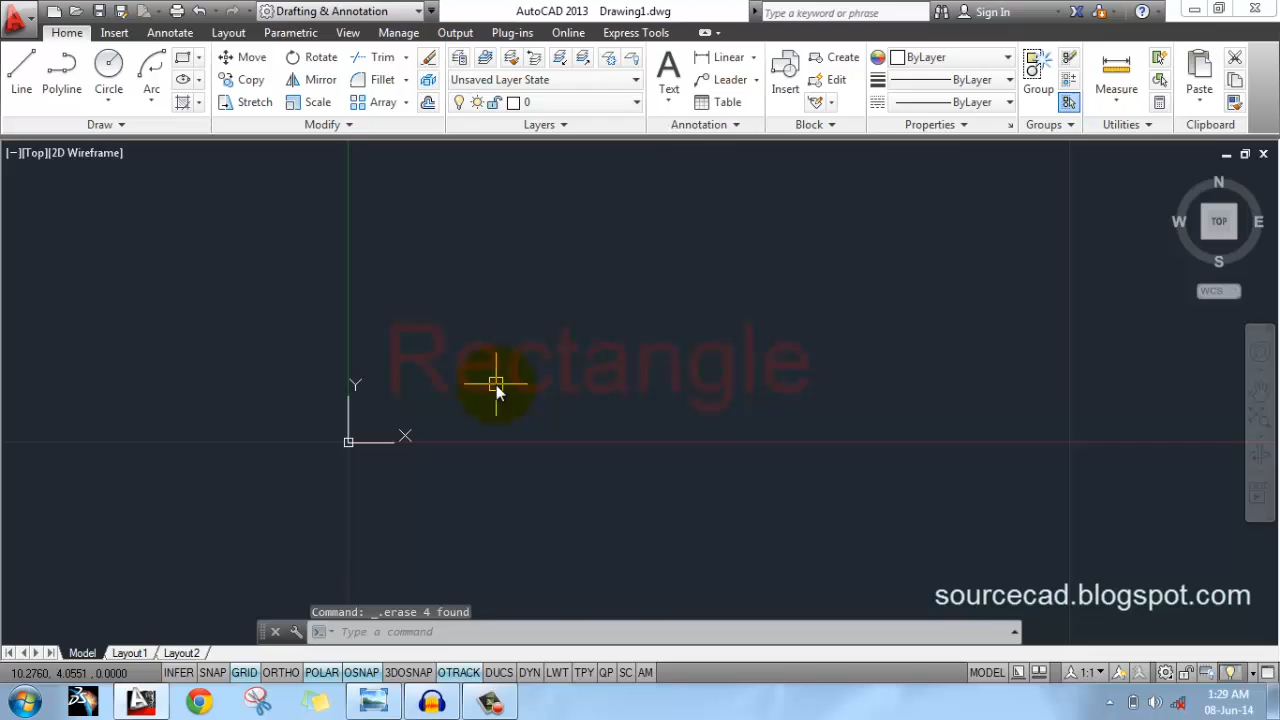 Drafting & Annotation AutoCAD 2013 Drawing1.dwg Type a keyword or phrase Sign In
Home Insert Annotate Layout Parametric View Manage Output Plug-ins Online Express Tools
Line Polyline Circle Arc
Move Rotate Trim
Copy Mirror Fillet
Stretch Scale Array
Unsaved Layer State
0
Text
Linear
Leader
Table
Insert
Create
Edit
ByLayer
ByLayer
ByLayer
Group Measure Paste
Draw Modify Layers Annotation Block Properties Groups Utilities Clipboard
[−][Top][2D Wireframe]
N
W TOP E
S
WCS
Rectangle
Y
X
sourcecad.blogspot.com
Command: _.erase 4 found
Type a command
Model Layout1 Layout2
10.2760, 4.0551, 0.0000 INFER SNAP GRID ORTHO POLAR OSNAP 3DOSNAP OTRACK DUCS DYN LWT TPY QP SC AM MODEL 1:1
1:29 AM
08-Jun-14